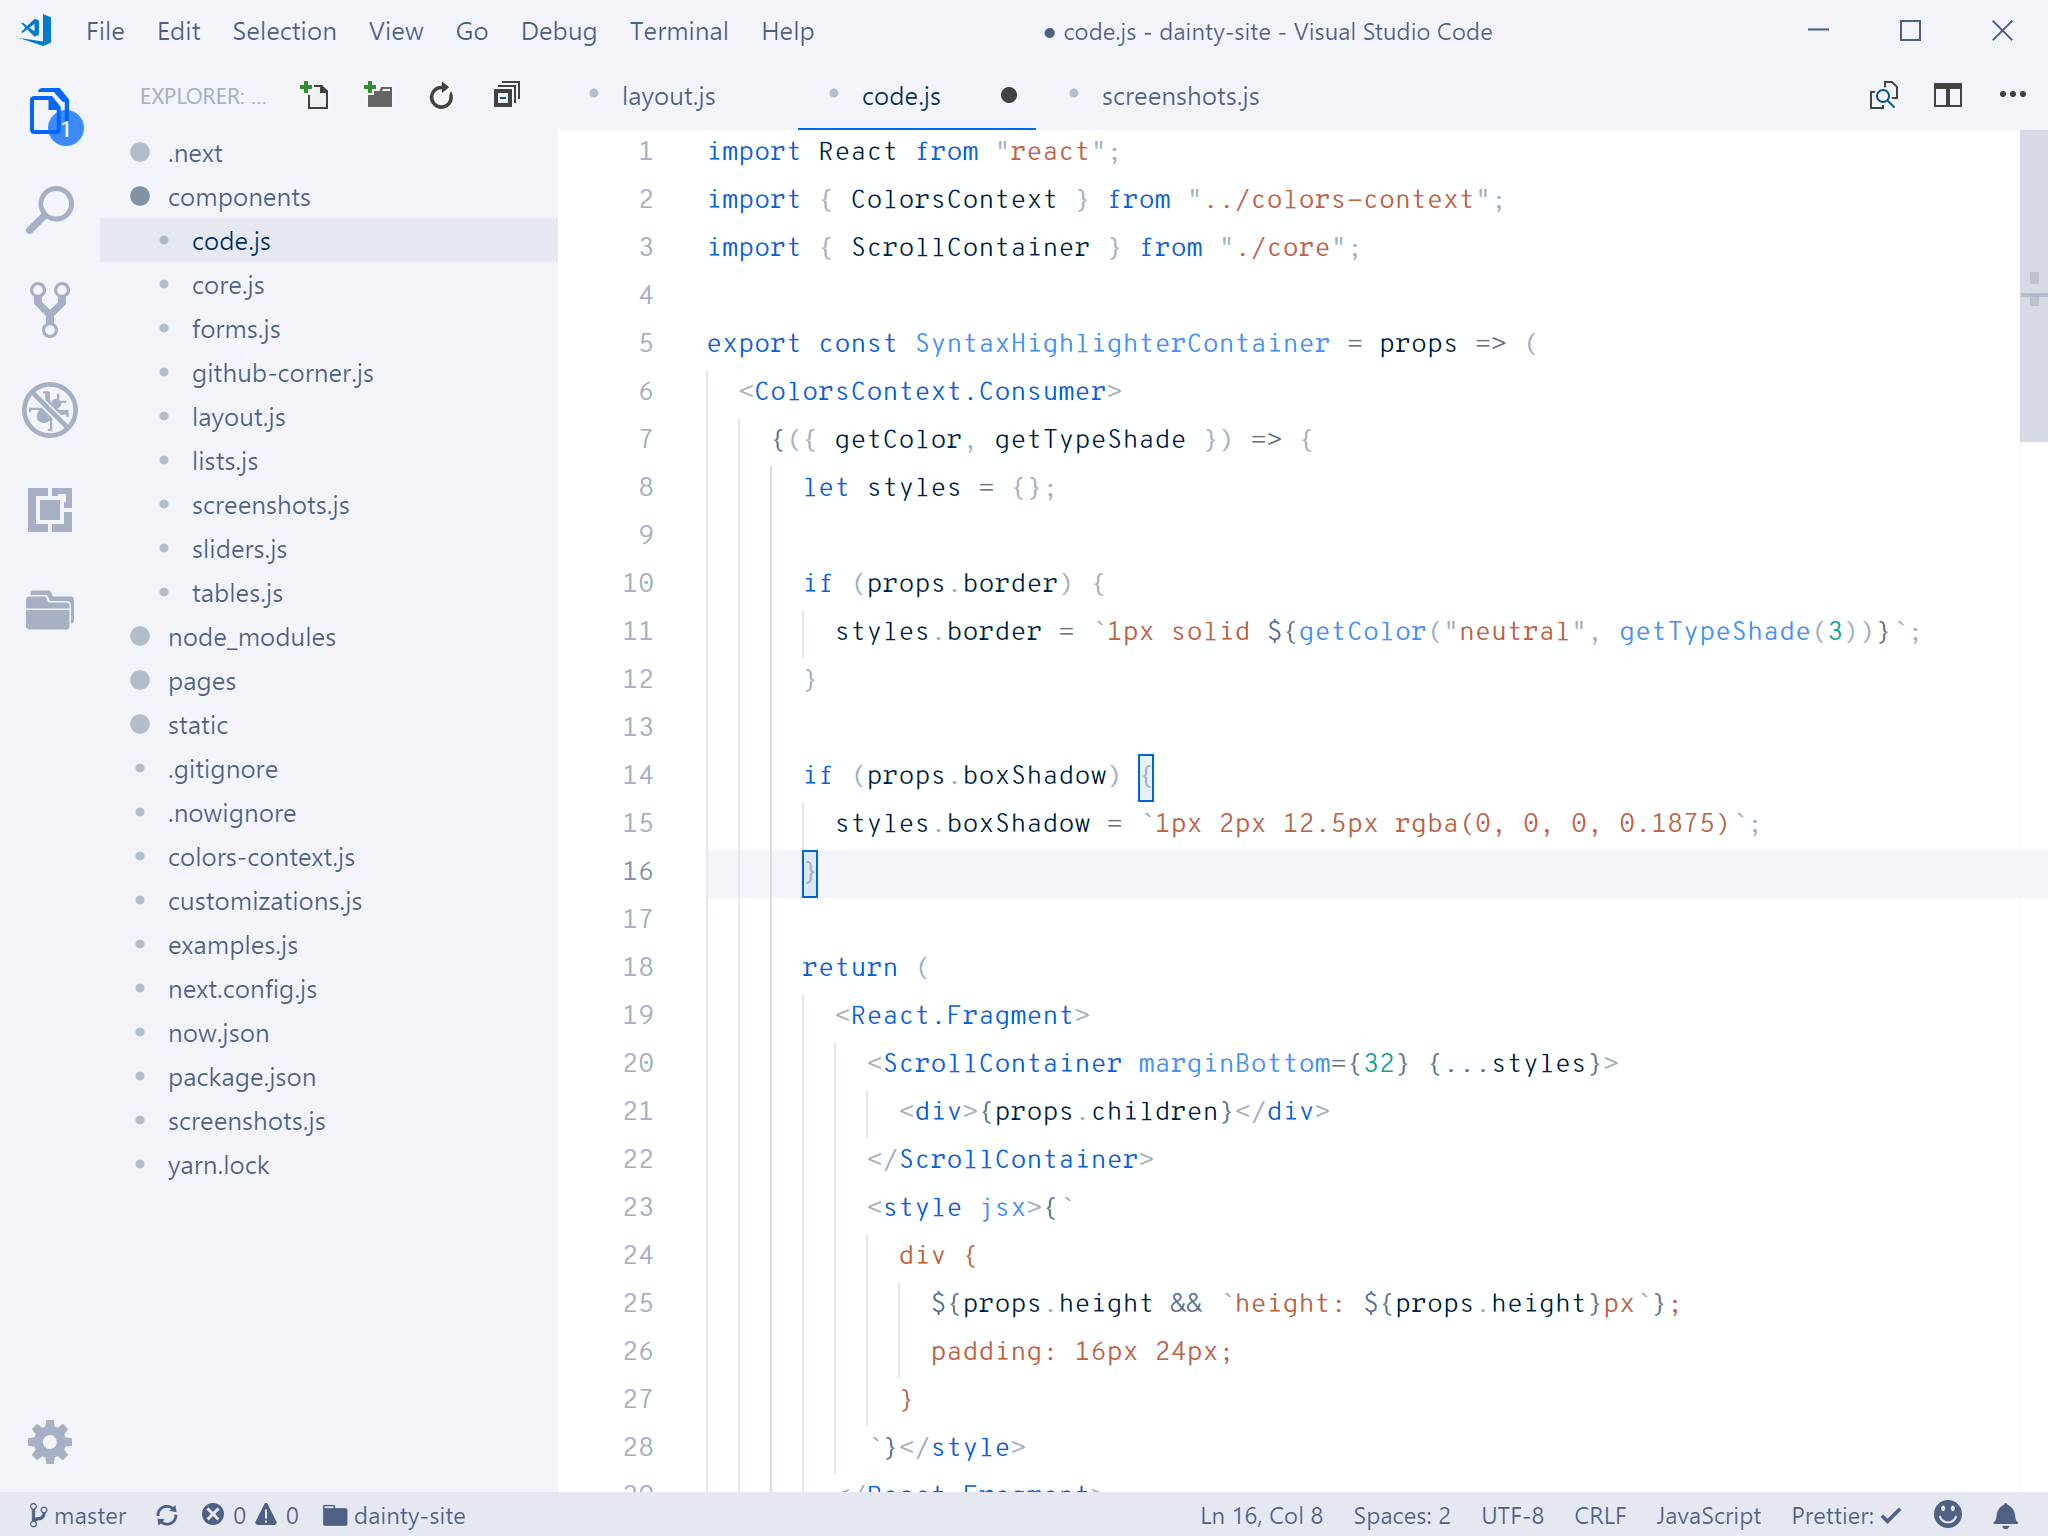 File Edit Selection View Go Debug Terminal Help
● code.js - dainty-site - Visual Studio Code
EXPLORER: ...
layout.js
code.js
screenshots.js
1
.next
components
code.js
core.js
forms.js
github-corner.js
layout.js
lists.js
screenshots.js
sliders.js
tables.js
node_modules
pages
static
.gitignore
.nowignore
colors-context.js
customizations.js
examples.js
next.config.js
now.json
package.json
screenshots.js
yarn.lock
1 import React from "react";
2 import { ColorsContext } from "../colors-context";
3 import { ScrollContainer } from "./core";
4
5 export const SyntaxHighlighterContainer = props => (
6 <ColorsContext.Consumer>
7 {({ getColor, getTypeShade }) => {
8 let styles = {};
9
10 if (props.border) {
11 styles.border = `1px solid ${getColor("neutral", getTypeShade(3))}`;
12 }
13
14 if (props.boxShadow) {
15 styles.boxShadow = `1px 2px 12.5px rgba(0, 0, 0, 0.1875)`;
16 }
17
18 return (
19 <React.Fragment>
20 <ScrollContainer marginBottom={32} {...styles}>
21 <div>{props.children}</div>
22 </ScrollContainer>
23 <style jsx>{`
24 div {
25 ${props.height && `height: ${props.height}px`};
26 padding: 16px 24px;
27 }
28 `}</style>
29 </React.Fragment>
master 0 0 dainty-site
Ln 16, Col 8 Spaces: 2 UTF-8 CRLF JavaScript Prettier: ✓